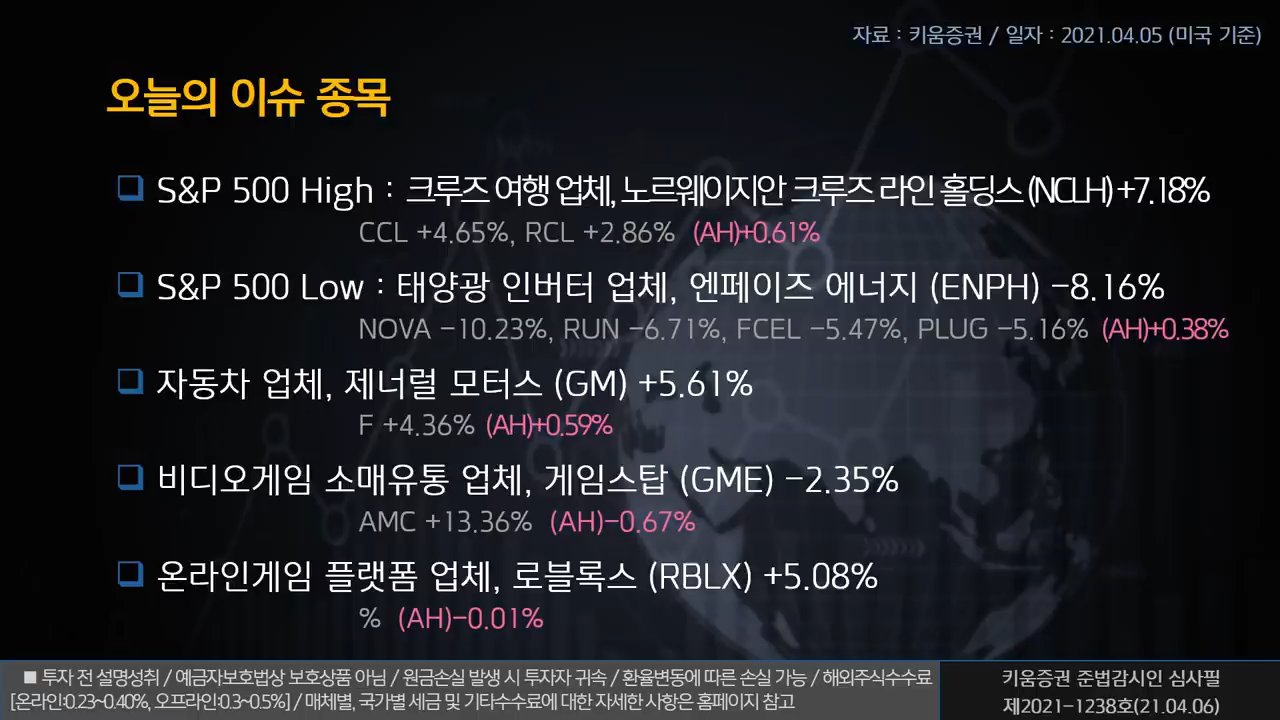 자료 : 키움증권 / 일자 : 2021.04.05 (미국 기준)
오늘의 이슈 종목
❑ S&P 500 High : 크루즈 여행 업체, 노르웨이지안 크루즈 라인 홀딩스 (NCLH) +7.18%
CCL +4.65%, RCL +2.86% (AH)+0.61%
❑ S&P 500 Low : 태양광 인버터 업체, 엔페이즈 에너지 (ENPH) -8.16%
NOVA -10.23%, RUN -6.71%, FCEL -5.47%, PLUG -5.16% (AH)+0.38%
❑ 자동차 업체, 제너럴 모터스 (GM) +5.61%
F +4.36% (AH)+0.59%
❑ 비디오게임 소매유통 업체, 게임스탑 (GME) -2.35%
AMC +13.36% (AH)-0.67%
❑ 온라인게임 플랫폼 업체, 로블록스 (RBLX) +5.08%
% (AH)-0.01%
■ 투자 전 설명성취 / 예금자보호법상 보호상품 아님 / 원금손실 발생 시 투자자 귀속 / 환율변동에 따른 손실 가능 / 해외주식수수료
[온라인:0.23~0.40%, 오프라인:0.3~0.5%] / 매체별, 국가별 세금 및 기타수수료에 대한 자세한 사항은 홈페이지 참고
키움증권 준법감시인 심사필
제2021-1238호(21.04.06)